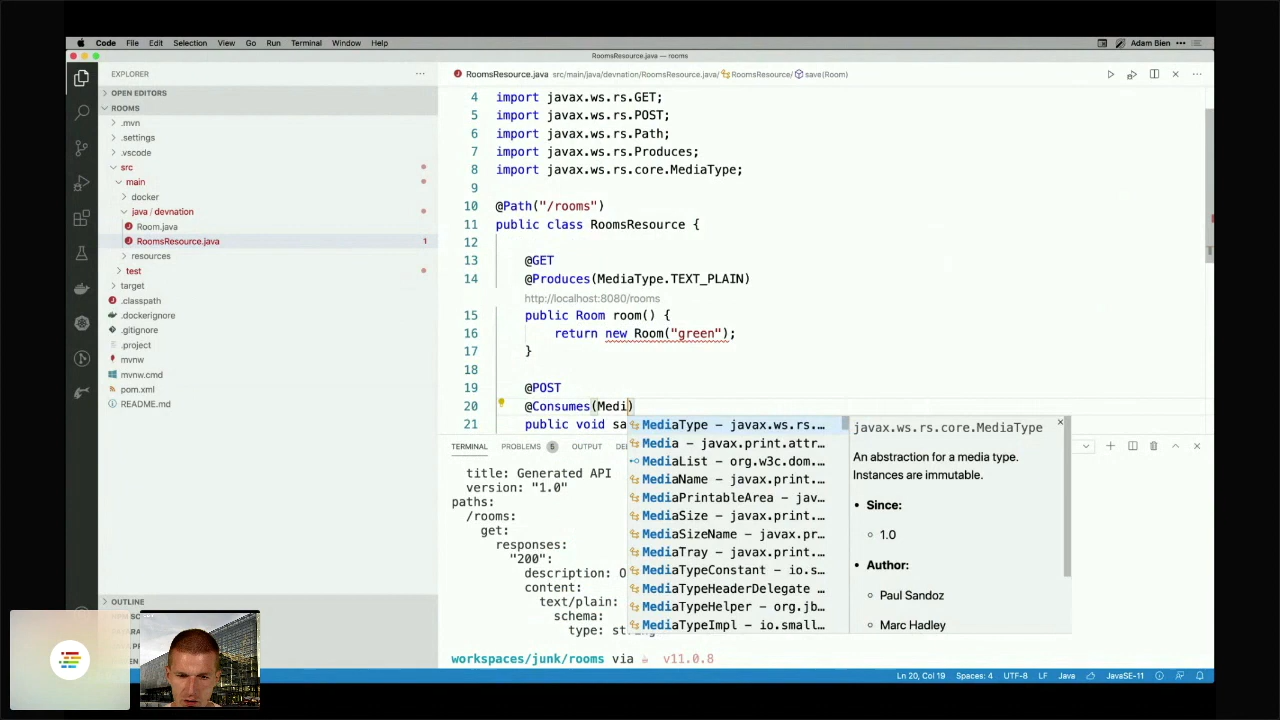 Code File Edit Selection View Go Run Terminal Window Help Adam Bien
RoomsResource.java — rooms
EXPLORER
RoomsResource.java src/main/java/devnation/RoomsResource.java/ RoomsResource/ save(Room)
OPEN EDITORS
ROOMS
.mvn
.settings
.vscode
src
main
docker
java / devnation
Room.java
RoomsResource.java 1
resources
test
target
.classpath
.dockerignore
.gitignore
.project
mvnw
mvnw.cmd
pom.xml
README.md
OUTLINE
4 import javax.ws.rs.GET;
5 import javax.ws.rs.POST;
6 import javax.ws.rs.Path;
7 import javax.ws.rs.Produces;
8 import javax.ws.rs.core.MediaType;
9
10 @Path("/rooms")
11 public class RoomsResource {
12
13 @GET
14 @Produces(MediaType.TEXT_PLAIN)
http://localhost:8080/rooms
15 public Room room() {
16 return new Room("green");
17 }
18
19 @POST
20 @Consumes(Medi)
21 public void sa
MediaType – javax.ws.rs.…
Media – javax.print.attr…
MediaList – org.w3c.dom.…
MediaName – javax.print.…
MediaPrintableArea – jav…
MediaSize – javax.print.…
MediaSizeName – javax.pr…
MediaTray – javax.print.…
MediaTypeConstant – io.s…
MediaTypeHeaderDelegate …
MediaTypeHelper – org.jb…
MediaTypeImpl – io.small…
javax.ws.rs.core.MediaType
An abstraction for a media type.
Instances are immutable.
Since:
1.0
Author:
Paul Sandoz
Marc Hadley
TERMINAL PROBLEMS 5 OUTPUT
title: Generated API
version: "1.0"
paths:
/rooms:
get:
responses:
"200":
description: O
content:
text/plain:
schema:
type: string
workspaces/junk/rooms via v11.0.8
Ln 20, Col 19 Spaces: 4 UTF-8 LF Java JavaSE-11